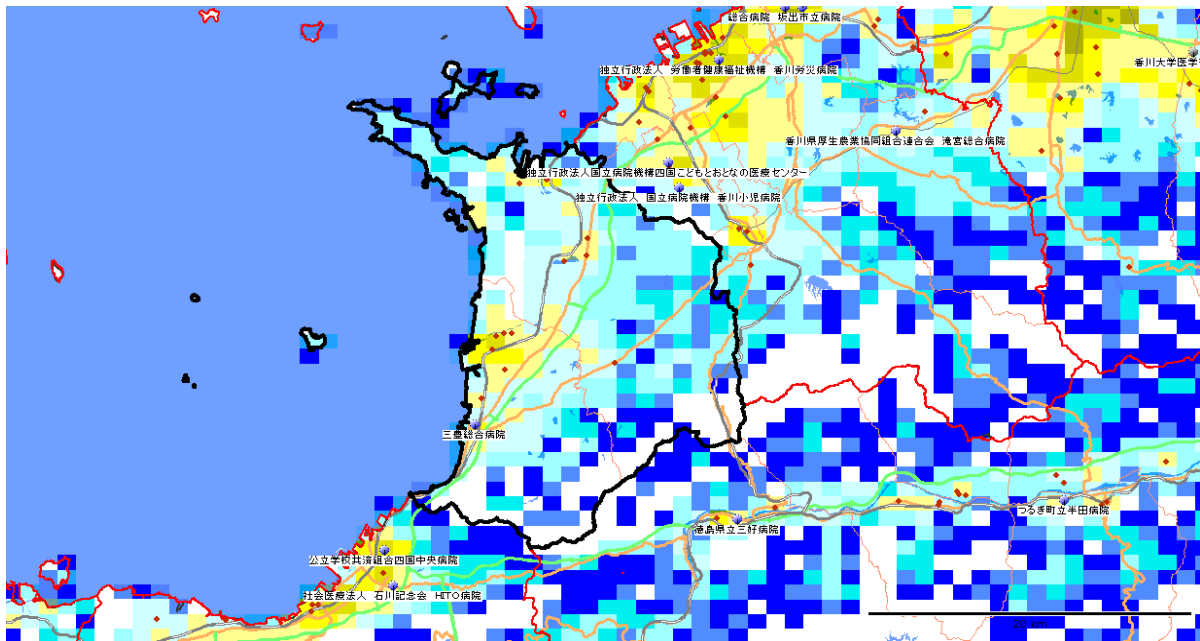 総合病院 坂出市立病院
香川大学医学
独立行政法人 労働者健康福祉機構 香川労災病院
香川県厚生農業協同組合連合会 滝宮総合病院
独立行政法人国立病院機構四国こどもとおとなの医療センター
独立行政法人 国立病院機構 香川小児病院
三豊総合病院
つるぎ町立半田病院
徳島県立三好病院
公立学校共済組合四国中央病院
社会医療法人 石川記念会 HITO病院
20 km